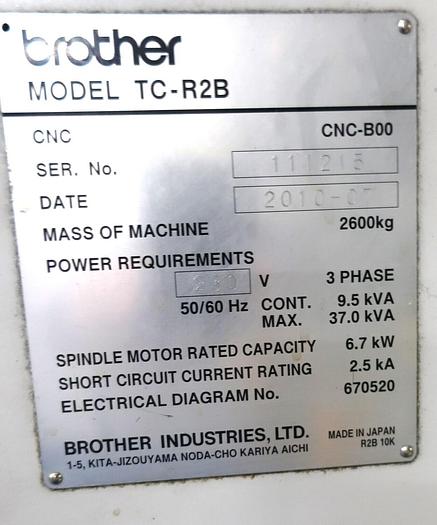 brother
MODEL TC-R2B
CNC CNC-B00
SER. No. 111215
DATE 2010-07
MASS OF MACHINE 2600kg
POWER REQUIREMENTS
V 3 PHASE
50/60 Hz CONT. 9.5 kVA
MAX. 37.0 kVA
SPINDLE MOTOR RATED CAPACITY 6.7 kW
SHORT CIRCUIT CURRENT RATING 2.5 kA
ELECTRICAL DIAGRAM No. 670520
BROTHER INDUSTRIES, LTD. MADE IN JAPAN
1-5, KITA-JIZOUYAMA NODA-CHO KARIYA AICHI R2B 10K